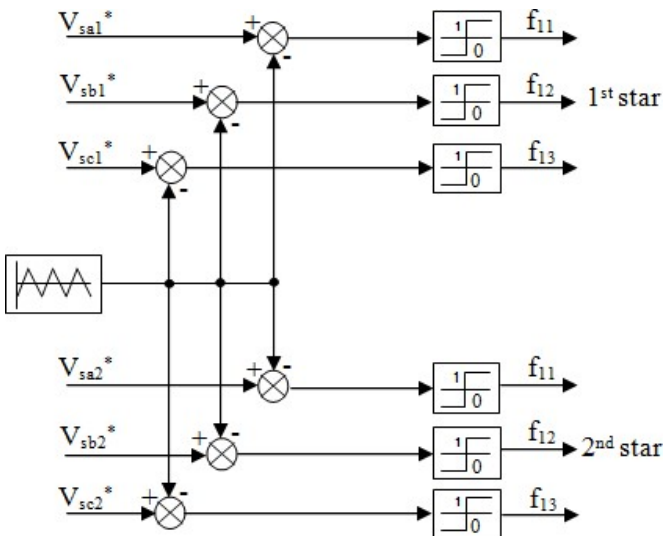 Vsa1*
+
-
1
0
f11
Vsb1*
+
-
1
0
f12
1st star
Vsc1*
+
-
1
0
f13
Vsa2*
+
-
1
0
f11
Vsb2*
+
-
1
0
f12
2nd star
Vsc2*
+
-
1
0
f13